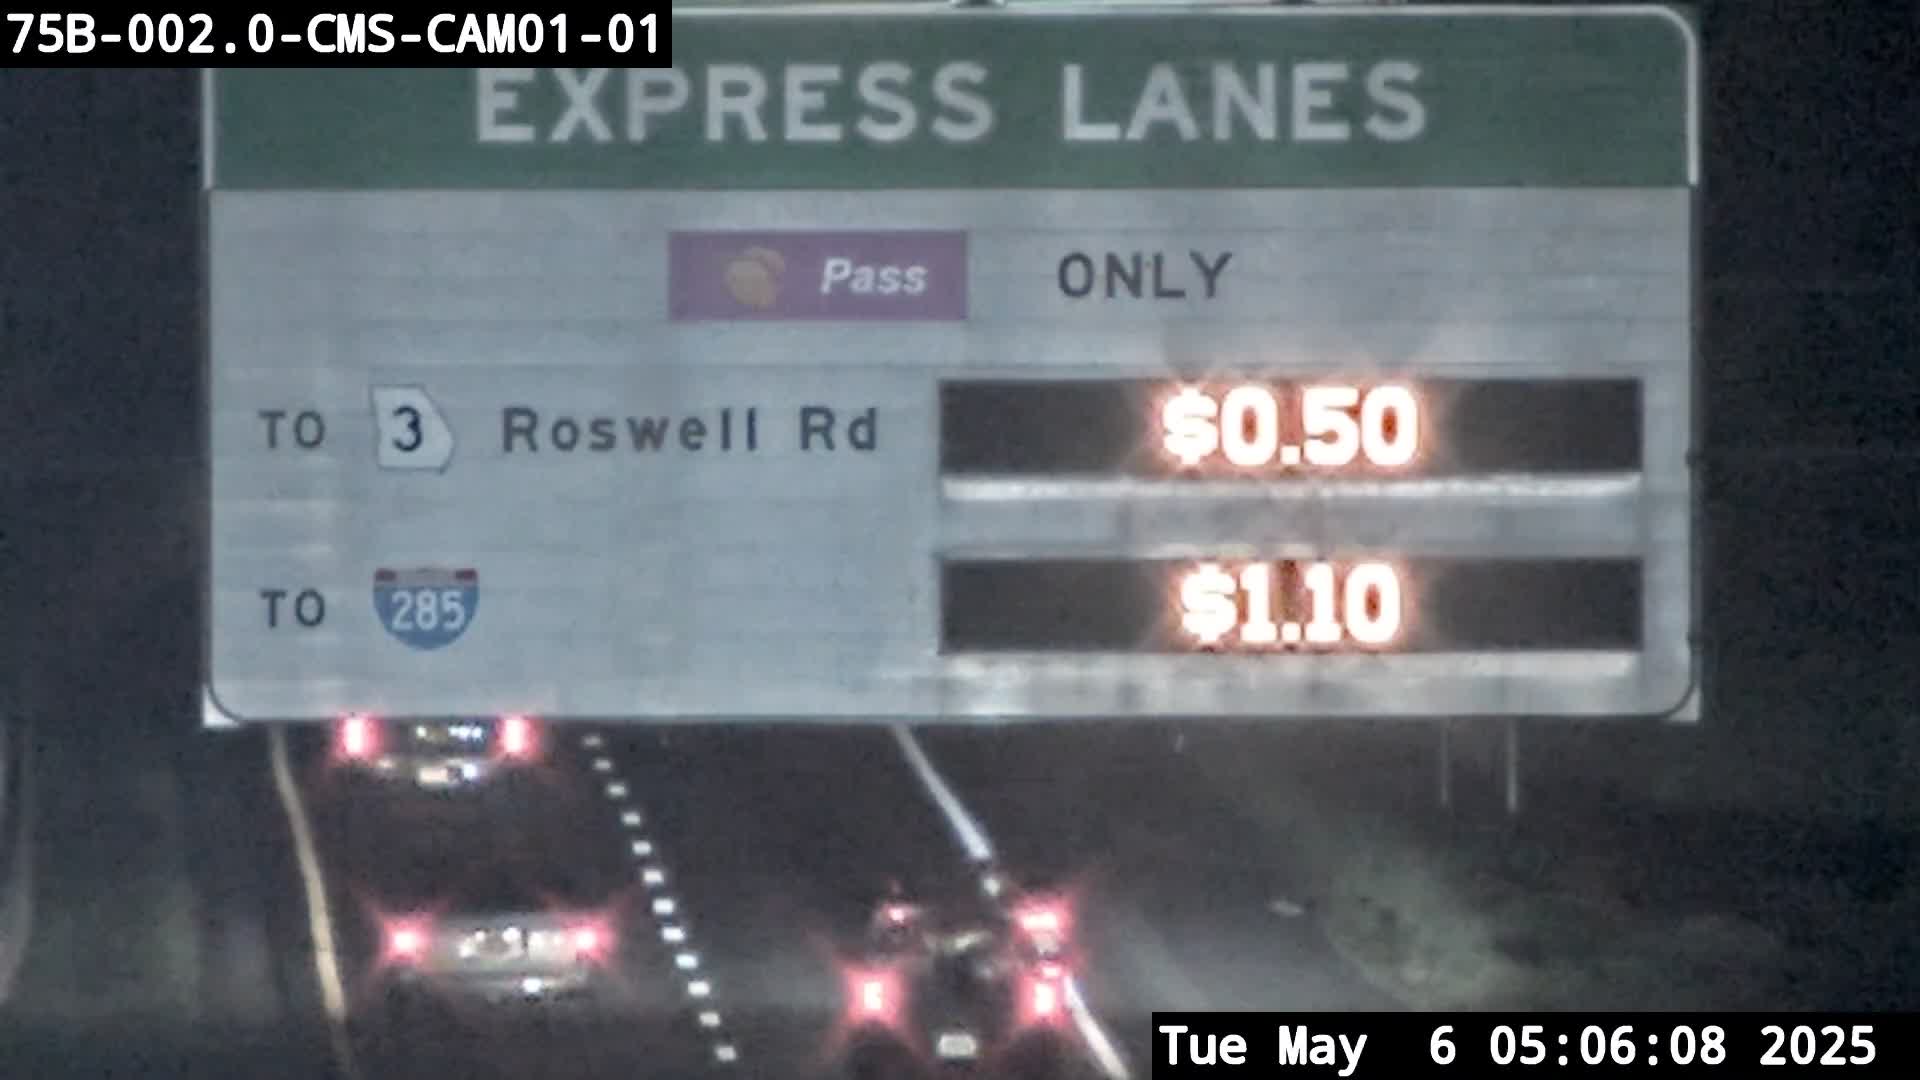 75B-002.0-CMS-CAM01-01
EXPRESS LANES
Pass ONLY
TO 3 Roswell Rd $0.50
TO 285 $1.10
Tue May 6 05:06:08 2025